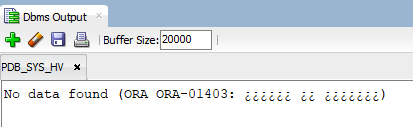 Dbms Output ×
Buffer Size: 20000
PDB_SYS_HV ×
No data found (ORA ORA-01403: ¿¿¿¿¿¿ ¿¿ ¿¿¿¿¿¿¿)